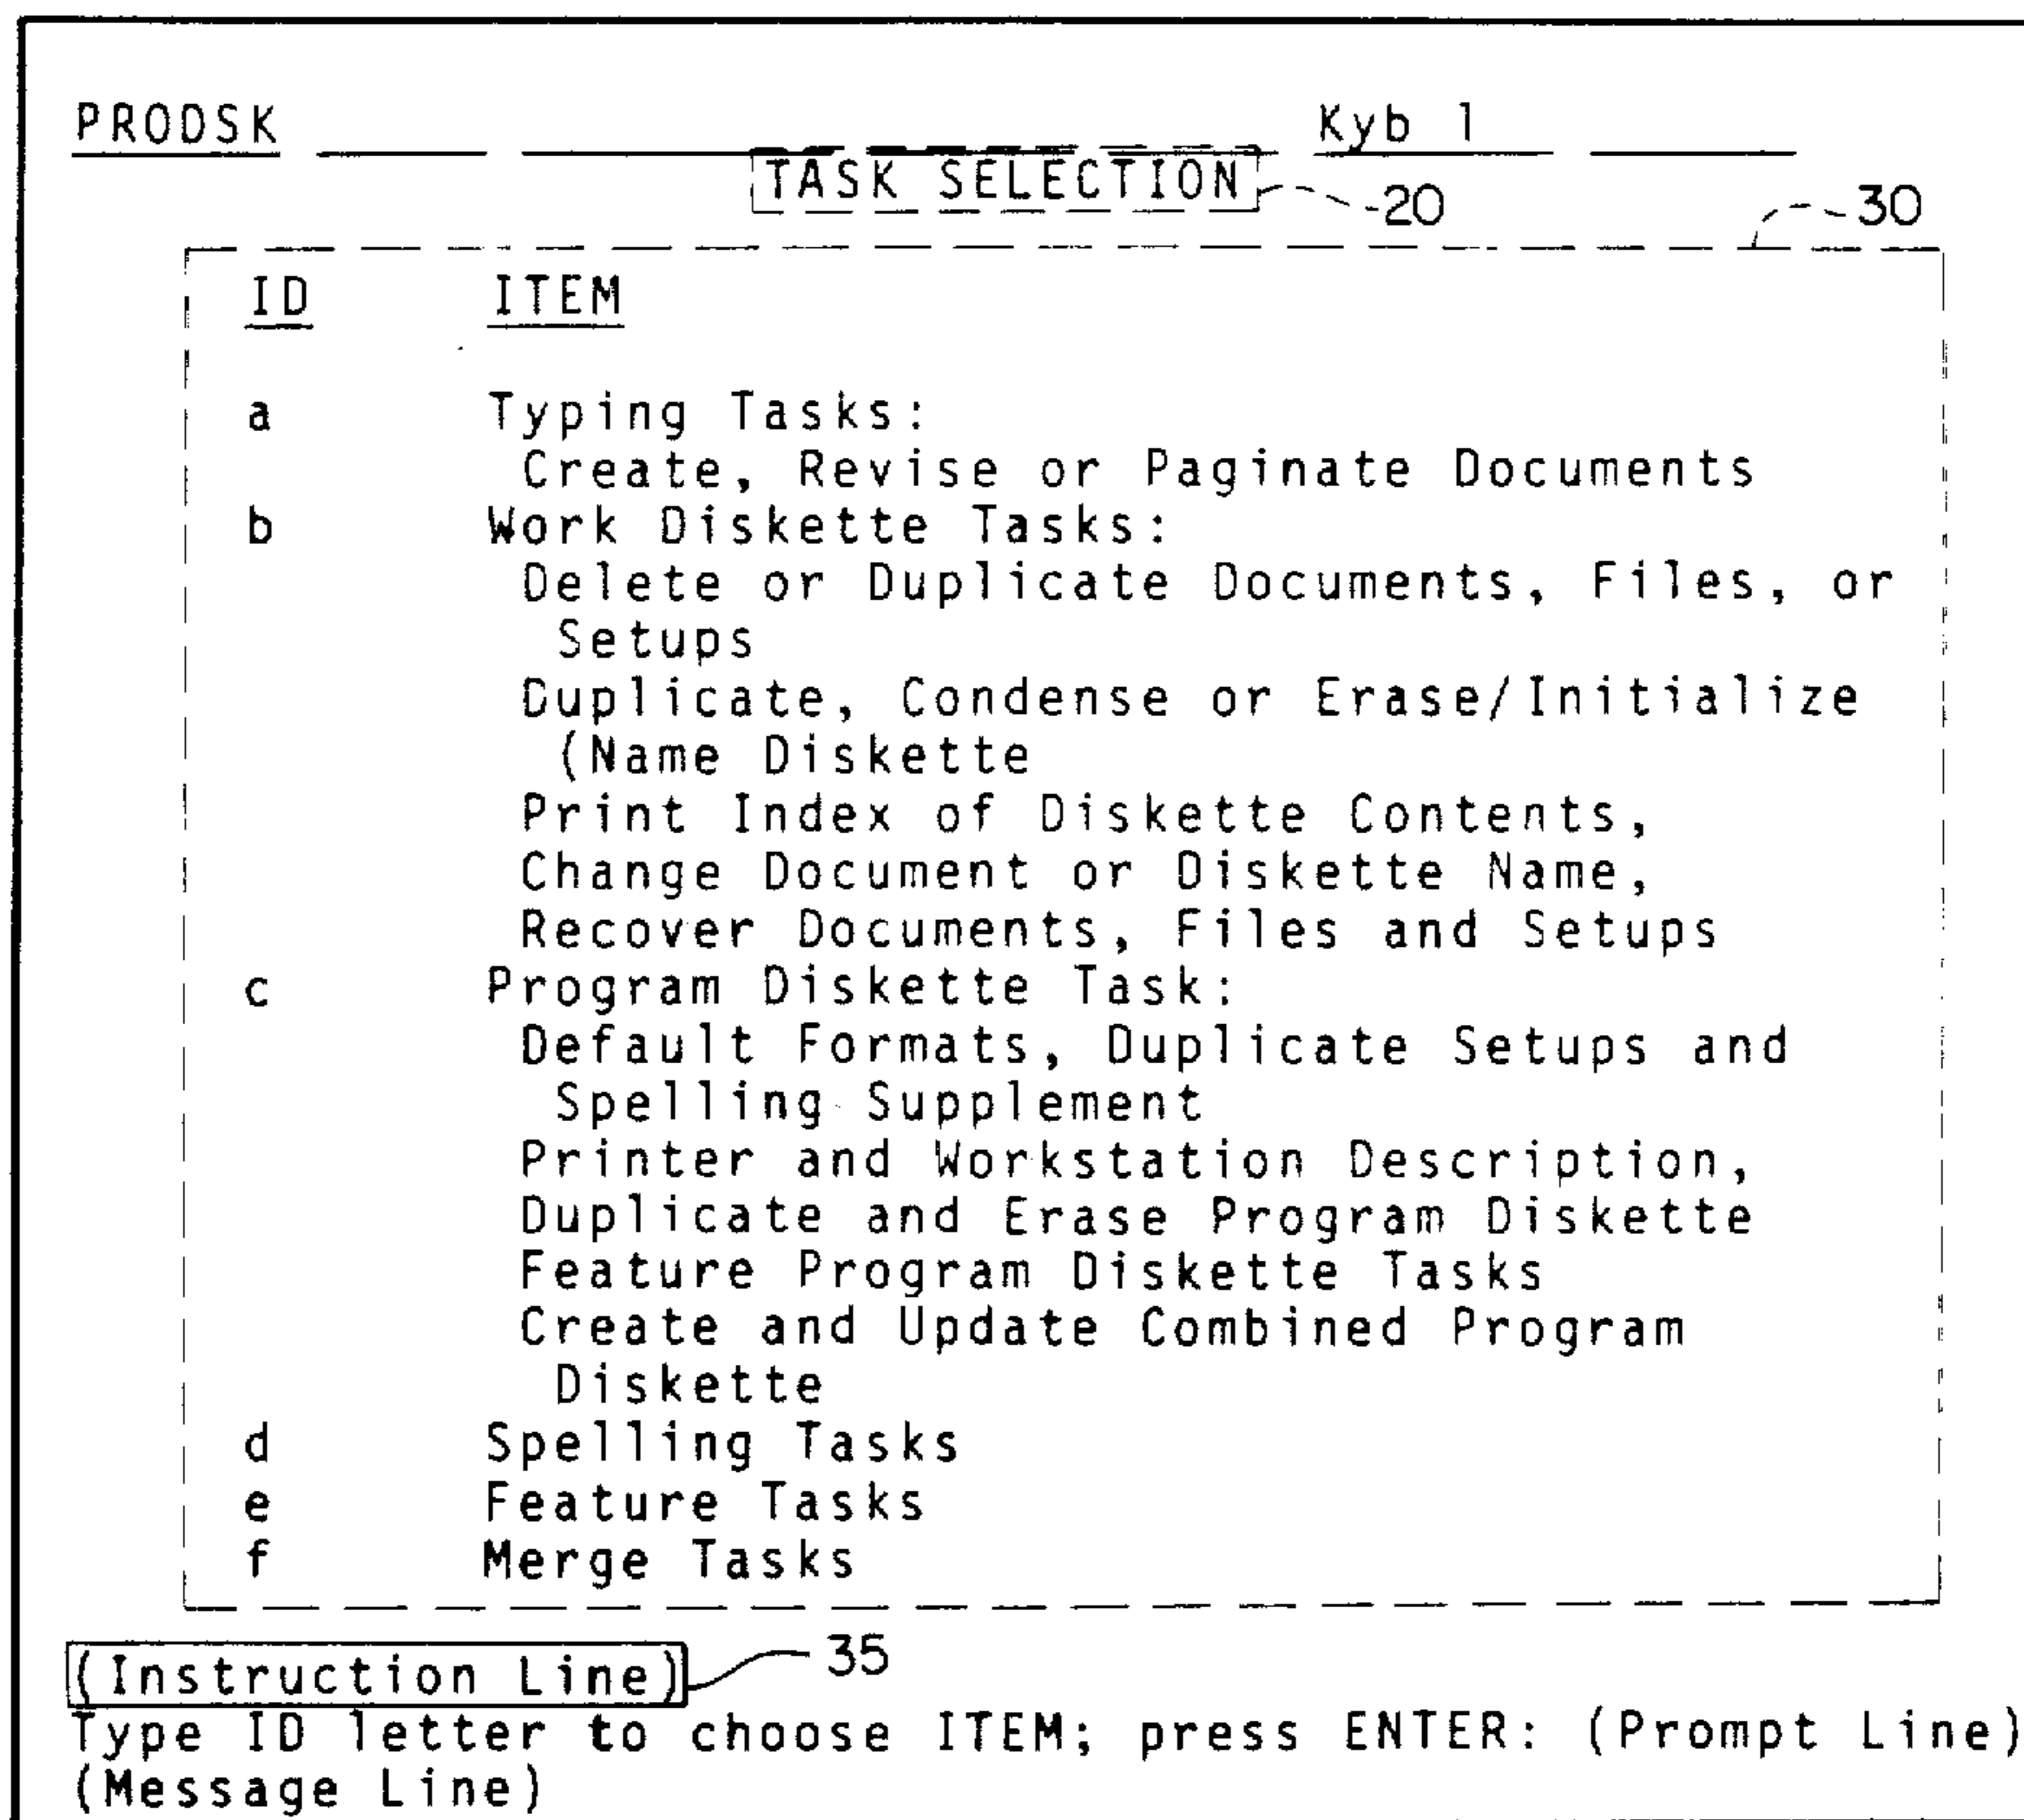 PRODSK Kyb 1
TASK SELECTION
20
30
ID ITEM
a Typing Tasks:
Create, Revise or Paginate Documents
b Work Diskette Tasks:
Delete or Duplicate Documents, Files, or
Setups
Duplicate, Condense or Erase/Initialize
(Name Diskette
Print Index of Diskette Contents,
Change Document or Diskette Name,
Recover Documents, Files and Setups
c Program Diskette Task:
Default Formats, Duplicate Setups and
Spelling Supplement
Printer and Workstation Description,
Duplicate and Erase Program Diskette
Feature Program Diskette Tasks
Create and Update Combined Program
Diskette
d Spelling Tasks
e Feature Tasks
f Merge Tasks
(Instruction Line) 35
Type ID letter to choose ITEM; press ENTER: (Prompt Line)
(Message Line)